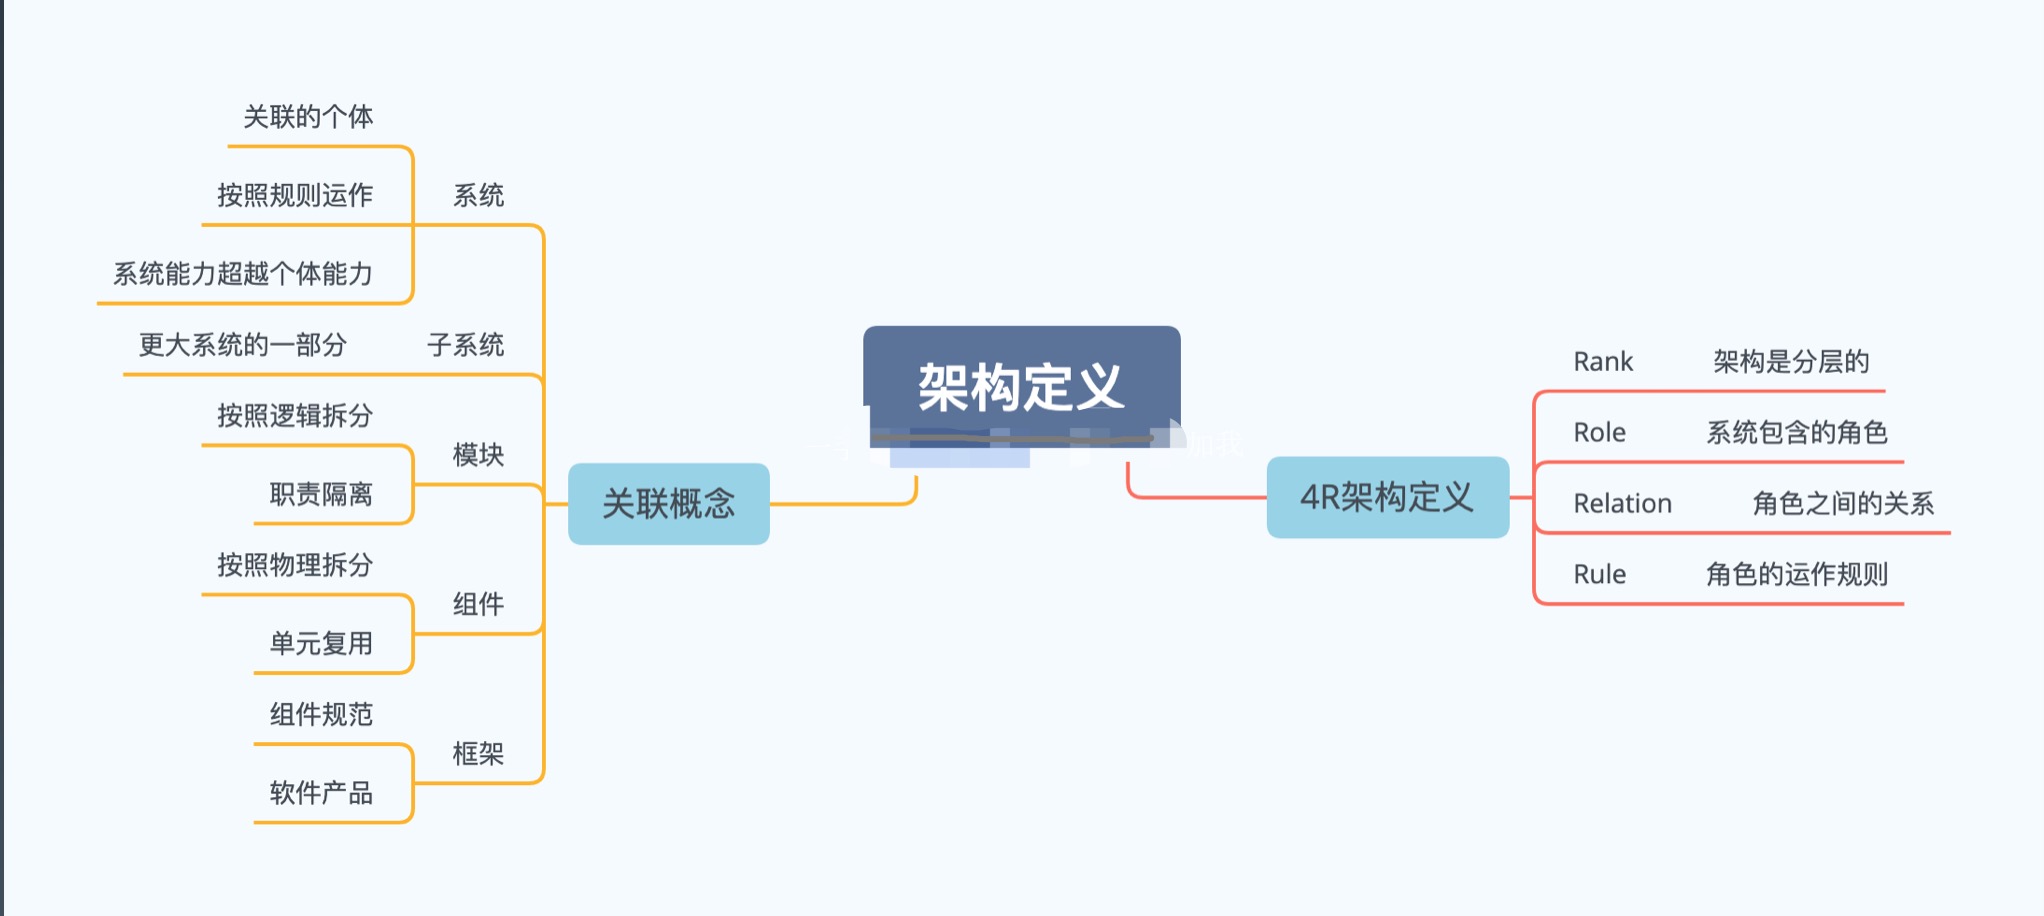 架构定义
关联概念
系统
关联的个体
按照规则运作
系统能力超越个体能力
子系统
更大系统的一部分
模块
按照逻辑拆分
职责隔离
组件
按照物理拆分
单元复用
框架
组件规范
软件产品
4R架构定义
Rank 架构是分层的
Role 系统包含的角色
Relation 角色之间的关系
Rule 角色的运作规则
加我